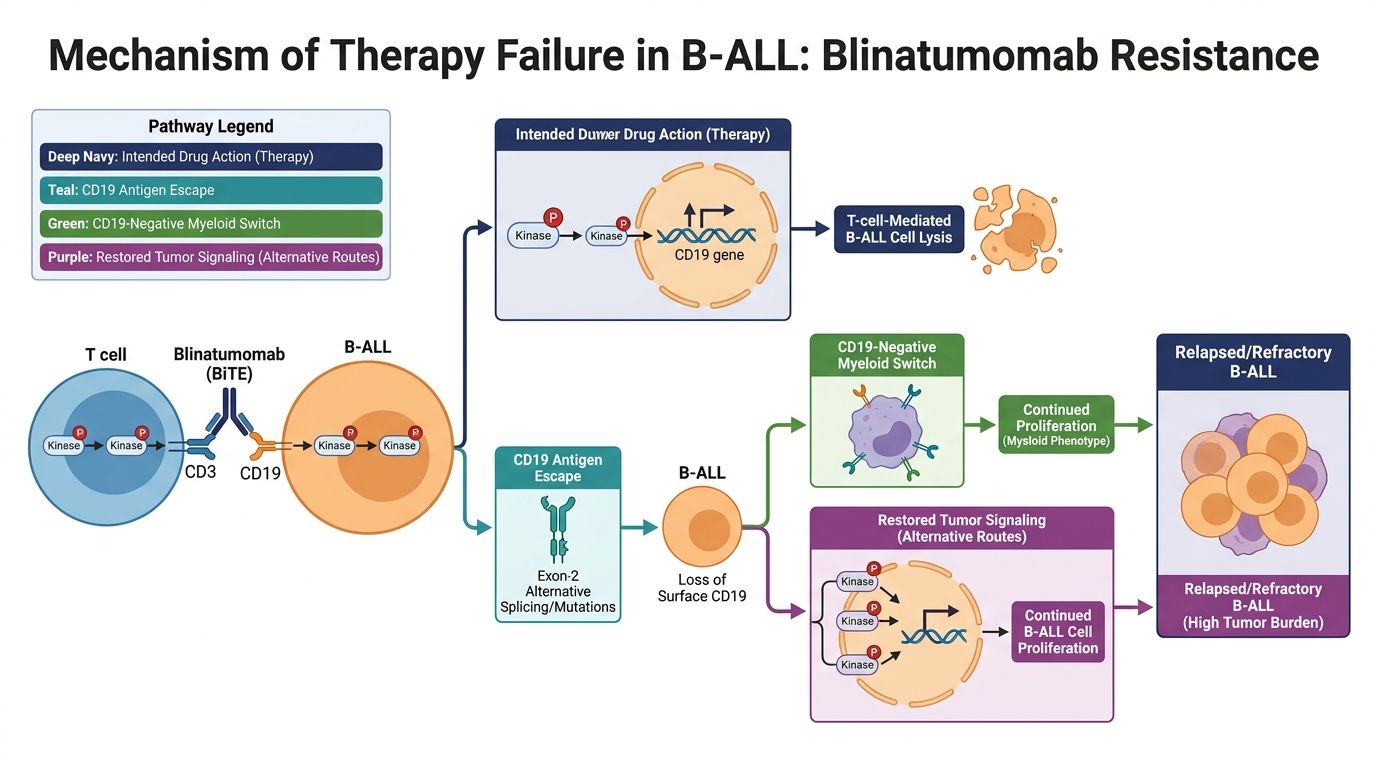 Mechanism of Therapy Failure in B-ALL: Blinatumomab Resistance
Pathway Legend
Deep Navy: Intended Drug Action (Therapy)
Teal: CD19 Antigen Escape
Green: CD19-Negative Myeloid Switch
Purple: Restored Tumor Signaling (Alternative Routes)
T cell
Blinatumomab
(BiTE)
B-ALL
Kinese
P
Kinase
P
CD3
CD19
Kinase
P
Kinase
P
Intended Dumer Drug Action (Therapy)
Kinase
P
Kinase
P
CD19 gene
T-cell-Mediated
B-ALL Cell Lysis
CD19 Antigen
Escape
Exon-2
Alternative
Splicing/Mutations
B-ALL
Loss of
Surface CD19
CD19-Negative
Myeloid Switch
Continued
Proliferation
(Mysloid Phenotype)
Restored Tumor Signaling
(Alternative Routes)
Kinase
P
Kinase
P
Kinase
P
Continued
B-ALL Cell
Proliferation
Relapsed/Refractory
B-ALL
Relapsed/Refractory
B-ALL
(High Tumor Burden)